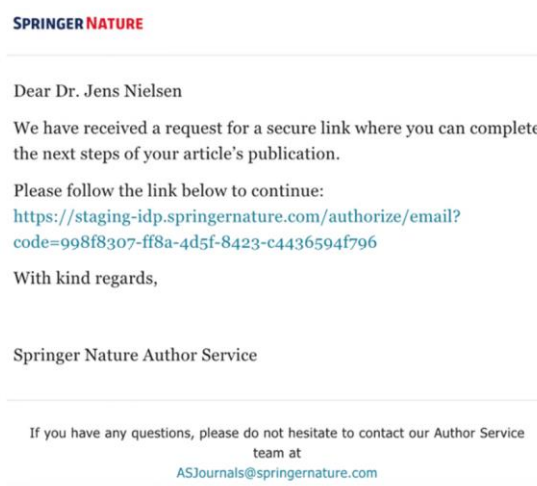 SPRINGER NATURE
Dear Dr. Jens Nielsen
We have received a request for a secure link where you can complete
the next steps of your article's publication.
Please follow the link below to continue:
https://staging-idp.springernature.com/authorize/email?
code=998f8307-ff8a-4d5f-8423-c4436594f796
With kind regards,
Springer Nature Author Service
If you have any questions, please do not hesitate to contact our Author Service
team at
ASJournals@springernature.com